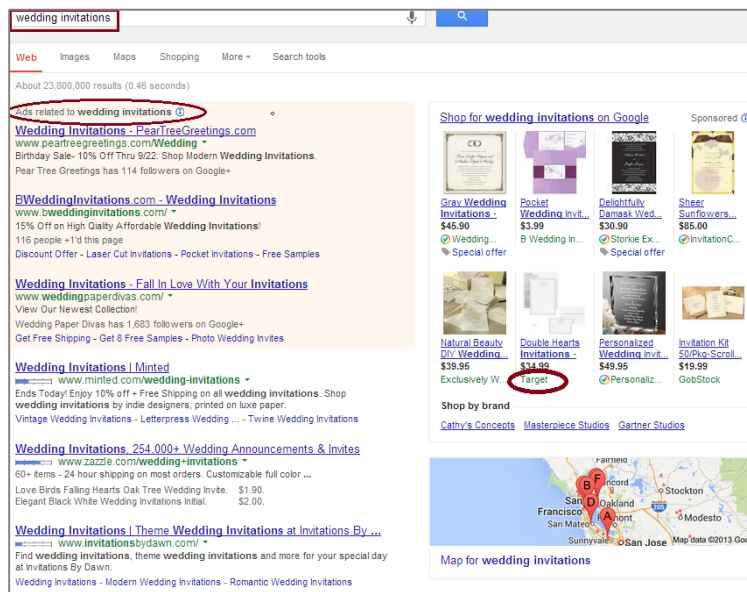 wedding invitations
Web Images Maps Shopping More Search tools
About 23,800,000 results (0.46 seconds)
Ads related to wedding invitations
Wedding Invitations - PearTreeGreetings.com
www.peartreegreetings.com/Wedding
Birthday Sale- 10% Off Thru 9/22. Shop Modern Wedding Invitations.
Pear Tree Greetings has 114 followers on Google+
BWeddingInvitations.com - Wedding Invitations
www.bweddinginvitations.com/
15% Off on High Qality Affordable Wedding Invitations!
116 people +1'd this page
Discount Offer - Laser Cut Invitations - Pocket Invitations - Free Samples
Wedding Invitations - Fall In Love With Your Invitations
www.weddingpaperdivas.com/
View Our Newest Collection!
Wedding Paper Divas has 1,683 followers on Google+
Get Free Shipping - Get 8 Free Samples - Photo Wedding Invites
Wedding Invitations | Minted
www.minted.com/wedding-invitations
Ends Today! Enjoy 10% off + Free Shipping on all wedding invitations. Shop
wedding invitations by indie designers, printed on luxe paper.
Vintage Wedding Invitations - Letterpress Wedding ... - Twine Wedding Invitations
Wedding Invitations, 254,000+ Wedding Announcements & Invites
www.zazzle.com/wedding+invitations
60+ items - 24 hour shipping on most orders. Customizable full color ...
Love Birds Falling Hearts Oak Tree Wedding Invite. $1.90.
Elegant Black White Wedding Invitations Initial. $2.00.
Wedding Invitations | Theme Wedding Invitations at Invitations By ...
www.invitationsbydawn.com/
Find wedding invitations, theme wedding invitations and more for your special day
at Invitations By Dawn.
Wedding Invitations - Modern Wedding Invitations - Romantic Wedding Invitations
Shop for wedding invitations on Google Sponsored
Gray Wedding Invitations -
$45.90
Wedding...
Special offer
Pocket
Wedding Invit...
$3.99
B Wedding In...
Delightfully
Damask Wed...
$30.90
Storkie Ex...
Special offer
Sheer
Sunflowers...
$85.00
InvitationC...
Natural Beauty
DIY Wedding...
$39.95
Exclusively W...
Double Hearts
Invitations -
$34.99
Target
Personalized
Wedding Invit...
$49.95
Personaliz...
Invitation Kit
50/Pkg-Scroll...
$19.99
GobStock
Shop by brand
Cathy's Concepts Masterpiece Studios Gartner Studios
Fairfield
Concord
Stockton
B F D A
San Francisco
Oakland
205
Modesto
San Mateo
Sunnyvale
San Jose
Map data ©2013 Goo
Map for wedding invitations